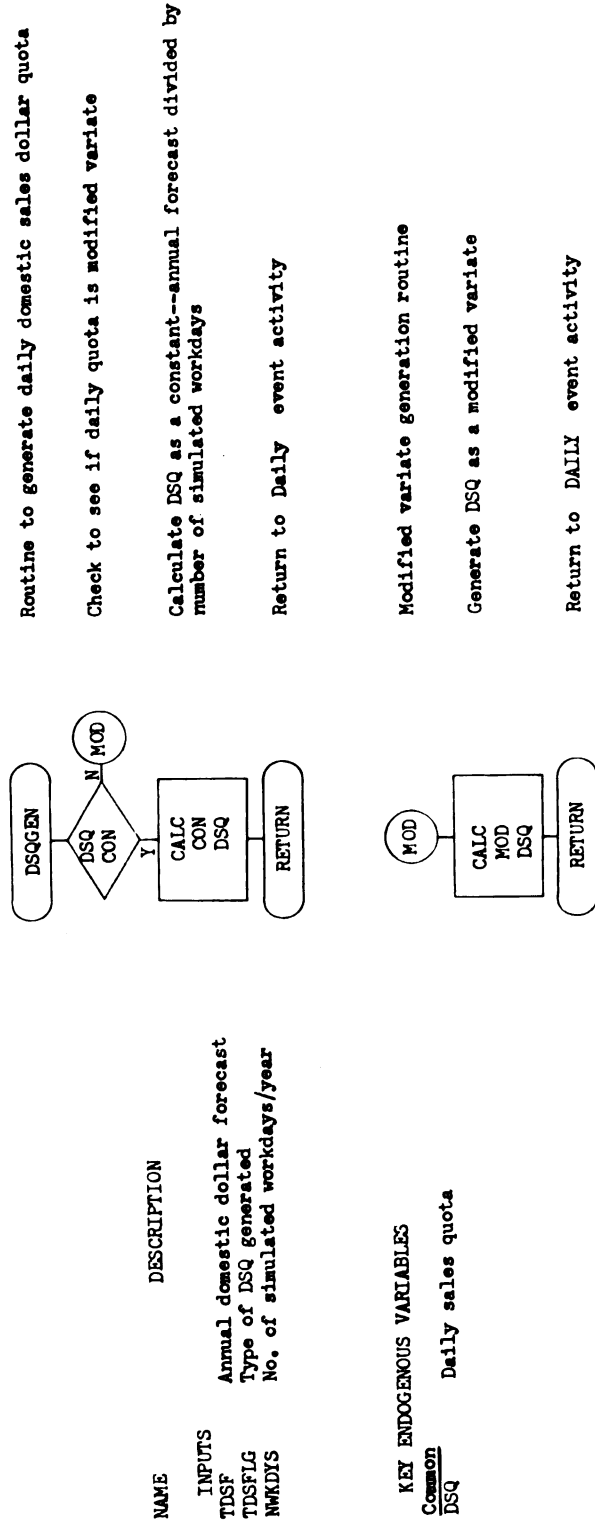 NAME DESCRIPTION
INPUTS
TDSF Annual domestic dollar forecast
TDSFLG Type of DSQ generated
NWKDYS No. of simulated workdays/year
KEY ENDOGENOUS VARIABLES
Common
DSQ Daily sales quota
DSQGEN
DSQ
CON
N
MOD
Y
CALC
CON
DSQ
RETURN
MOD
CALC
MOD
DSQ
RETURN
Routine to generate daily domestic sales dollar quota
Check to see if daily quota is modified variate
Calculate DSQ as a constant--annual forecast divided by
number of simulated workdays
Return to Daily event activity
Modified variate generation routine
Generate DSQ as a modified variate
Return to DAILY event activity